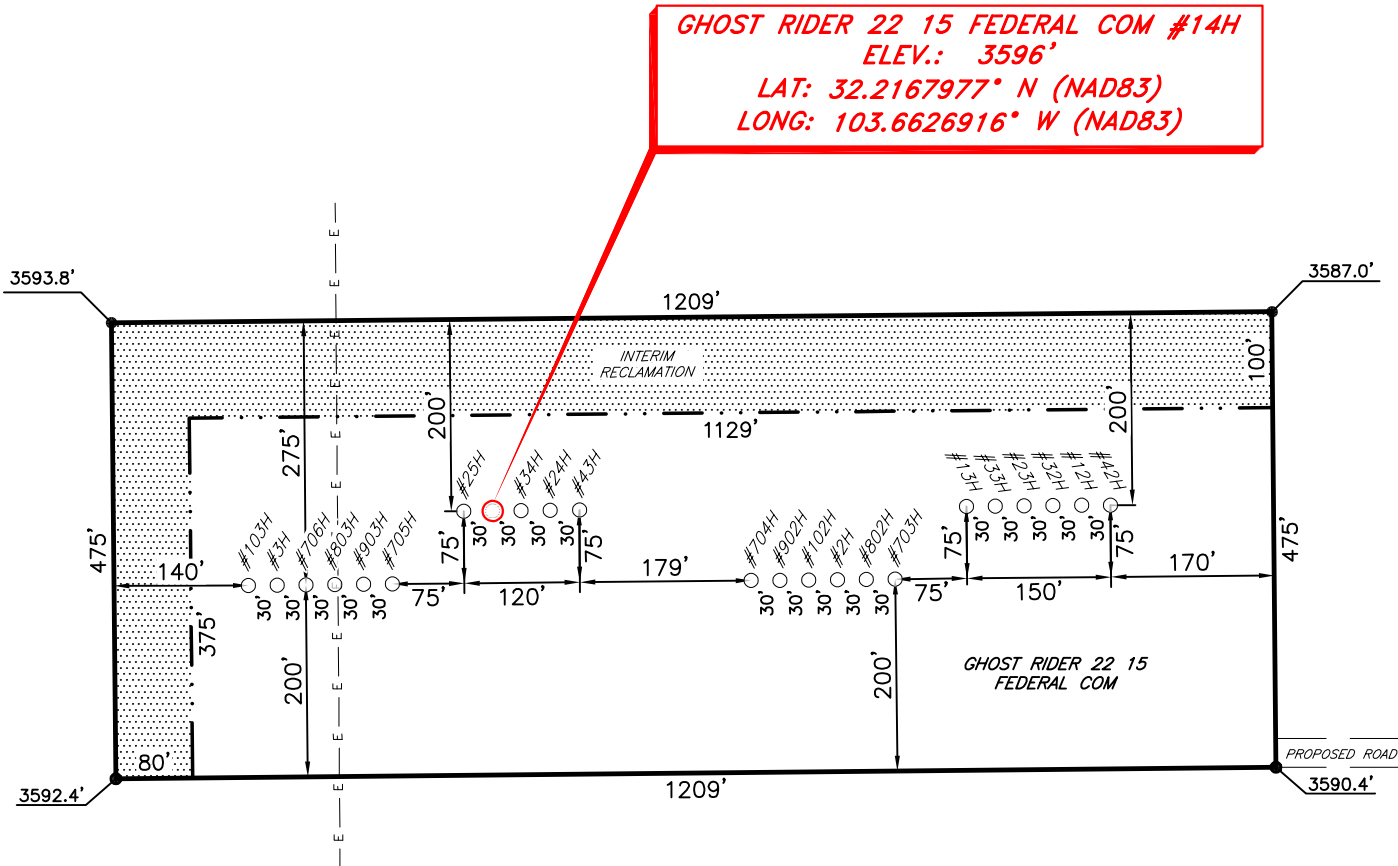 GHOST RIDER 22 15 FEDERAL COM #14H
ELEV.: 3596'
LAT: 32.2167977° N (NAD83)
LONG: 103.6626916° W (NAD83)
3593.8'
3587.0'
1209'
INTERIM
RECLAMATION
100'
275'
200'
200'
1129'
475'
475'
#25H
#34H
#24H
#43H
30'
30'
30'
30'
75'
75'
#13H
#33H
#23H
#32H
#12H
#42H
30'
30'
30'
30'
30'
75'
75'
#103H
#3H
#706H
#803H
#903H
#705H
30'
30'
30'
30'
30'
#704H
#902H
#102H
#2H
#802H
#703H
30'
30'
30'
30'
30'
140'
75'
120'
179'
75'
150'
170'
375'
200'
200'
GHOST RIDER 22 15
FEDERAL COM
80'
PROPOSED ROAD
3592.4'
1209'
3590.4'
E
E
E
E
E
E
E
E
E
E
E
E
E